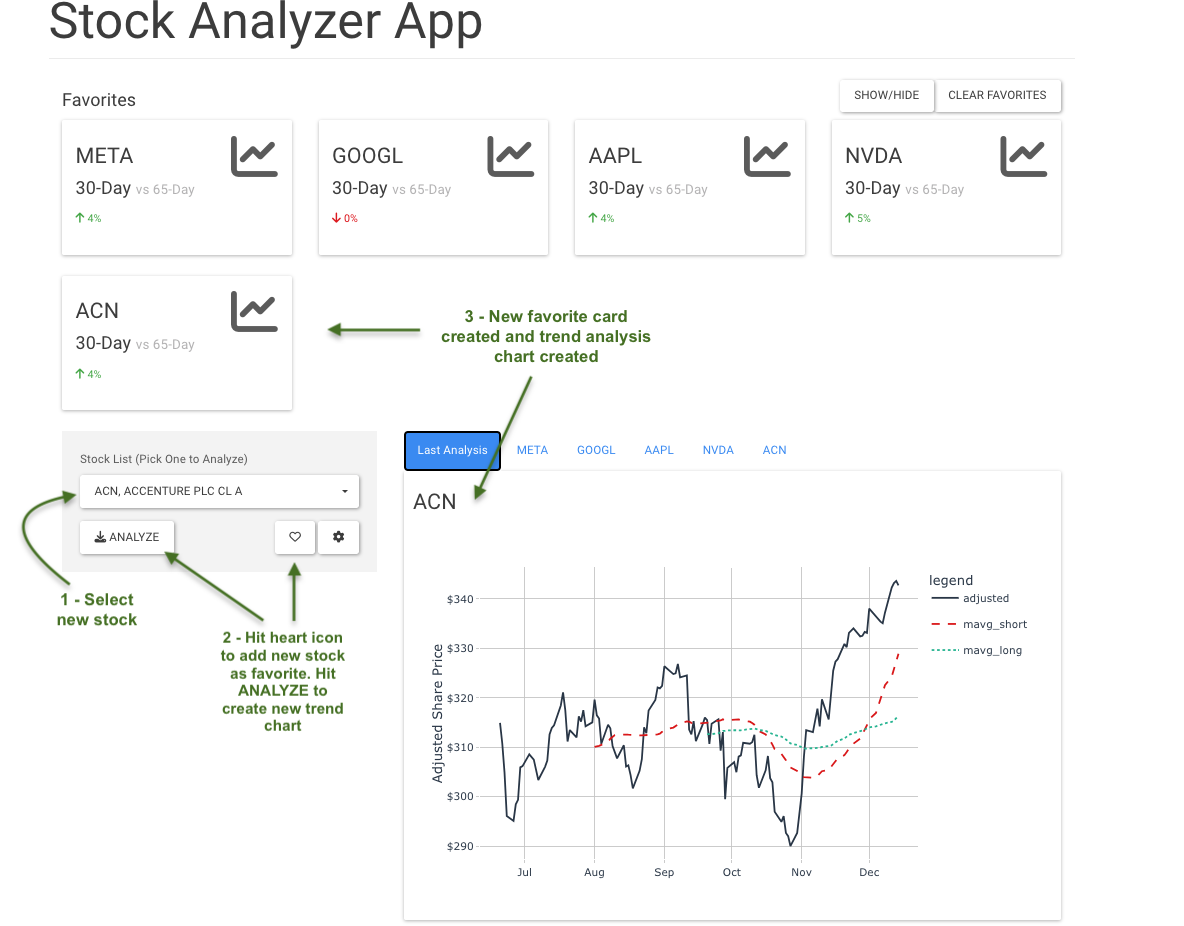 Stock Analyzer App
Favorites
SHOW/HIDE
CLEAR FAVORITES
META
30-Day vs 65-Day
4%
GOOGL
30-Day vs 65-Day
0%
AAPL
30-Day vs 65-Day
4%
NVDA
30-Day vs 65-Day
5%
ACN
30-Day vs 65-Day
4%
3 - New favorite card
created and trend analysis
chart created
Stock List (Pick One to Analyze)
ACN, ACCENTURE PLC CL A
ANALYZE
1 - Select
new stock
2 - Hit heart icon
to add new stock
as favorite. Hit
ANALYZE to
create new trend
chart
Last Analysis
META
GOOGL
AAPL
NVDA
ACN
ACN
Adjusted Share Price
$340
$330
$320
$310
$300
$290
Jul
Aug
Sep
Oct
Nov
Dec
legend
adjusted
mavg_short
mavg_long